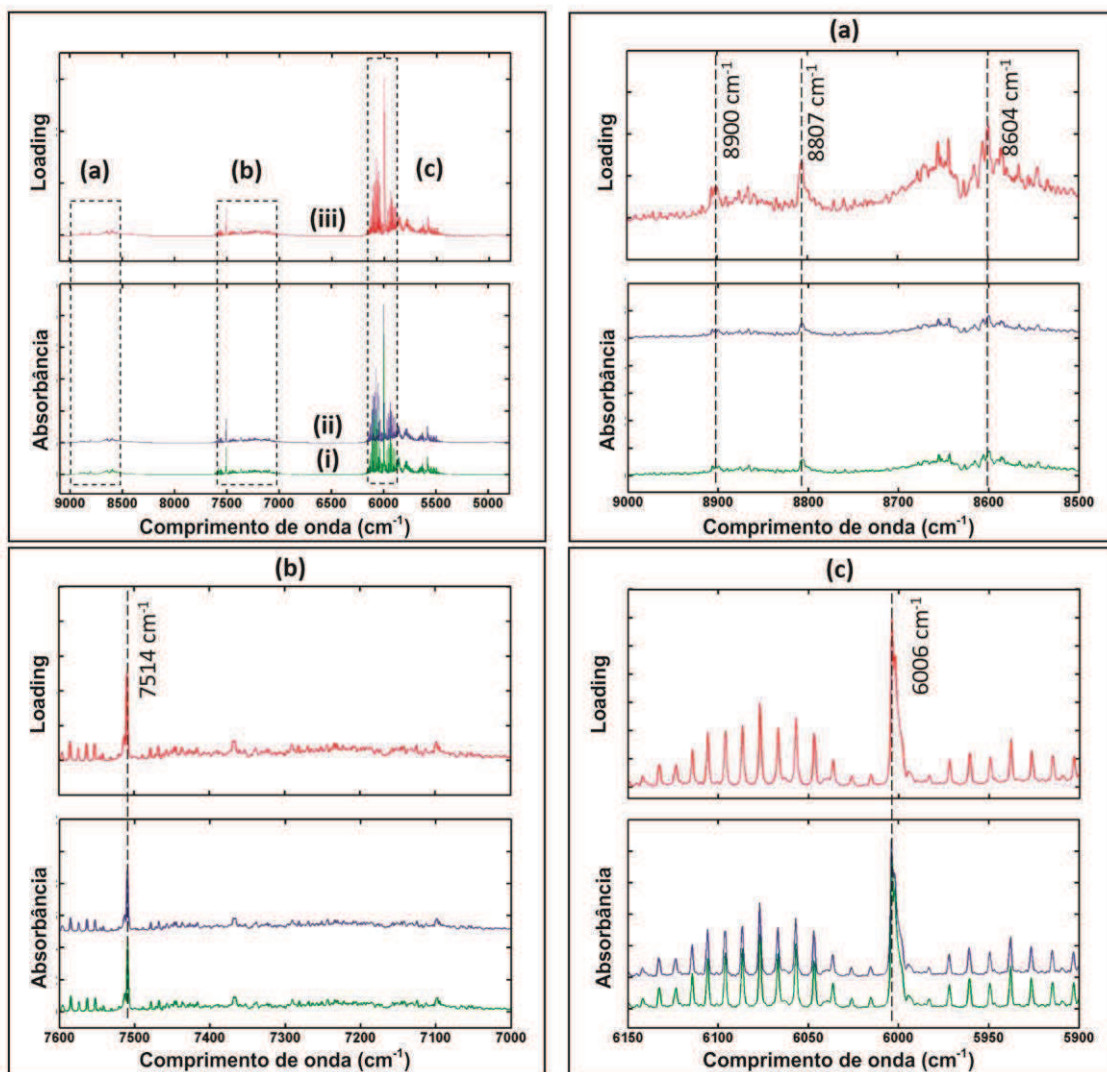 Loading
(a)
(b)
(c)
(iii)
Absorbância
(ii)
(i)
9000 8500 8000 7500 7000 6500 6000 5500 5000
Comprimento de onda (cm-1)
(a)
Loading
8900 cm-1
8807 cm-1
8604 cm-1
Absorbância
9000 8900 8800 8700 8600 8500
Comprimento de onda (cm-1)
(b)
Loading
7514 cm-1
Absorbância
7600 7500 7400 7300 7200 7100 7000
Comprimento de onda (cm-1)
(c)
Loading
6006 cm-1
Absorbância
6150 6100 6050 6000 5950 5900
Comprimento de onda (cm-1)